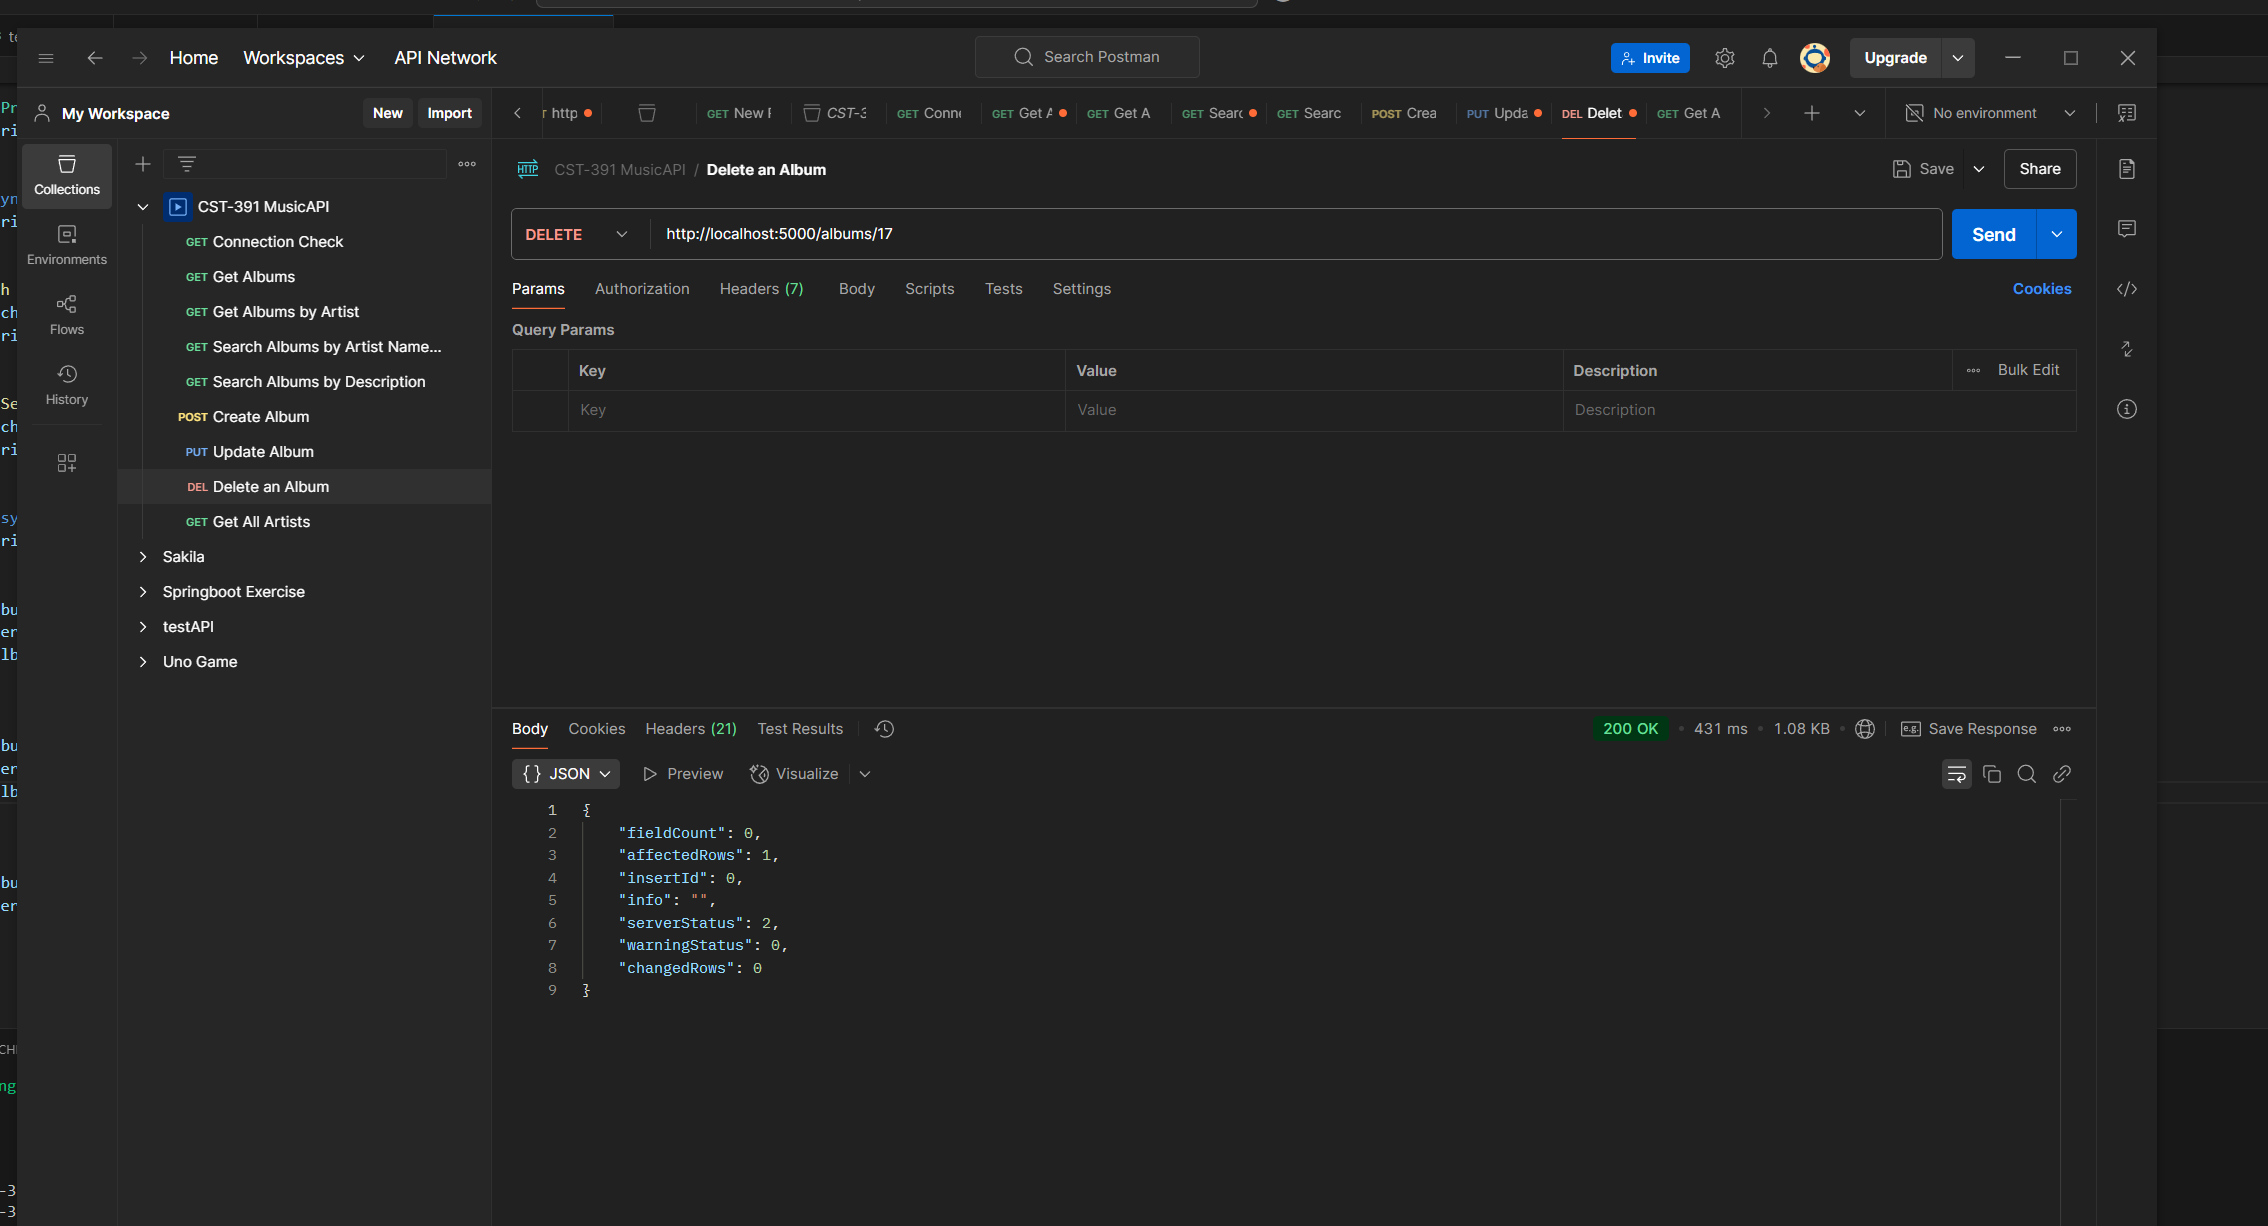 Home Workspaces API Network Search Postman Invite Upgrade
My Workspace New Import
http GET New CST-3 GET Conn GET Get A GET Get A GET Searc GET Searc POST Crea PUT Upda DEL Delet GET Get A No environment
Collections
Environments
Flows
History
CST-391 MusicAPI
GET Connection Check
GET Get Albums
GET Get Albums by Artist
GET Search Albums by Artist Name...
GET Search Albums by Description
POST Create Album
PUT Update Album
DEL Delete an Album
GET Get All Artists
Sakila
Springboot Exercise
testAPI
Uno Game
HTTP CST-391 MusicAPI / Delete an Album Save Share
DELETE http://localhost:5000/albums/17 Send
Params Authorization Headers (7) Body Scripts Tests Settings Cookies
Query Params
Key Value Description Bulk Edit
Key Value Description
Body Cookies Headers (21) Test Results 200 OK • 431 ms • 1.08 KB • e.g. Save Response
{} JSON Preview Visualize
1 {
2 "fieldCount": 0,
3 "affectedRows": 1,
4 "insertId": 0,
5 "info": "",
6 "serverStatus": 2,
7 "warningStatus": 0,
8 "changedRows": 0
9 }